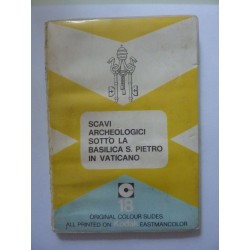 SCAVI
ARCHEOLOGICI
SOTTO LA
BASILICA S. PIETRO
IN VATICANO
C
18
ORIGINAL COLOUR SLIDES
ALL PRINTED ON EASTMANCOLOR